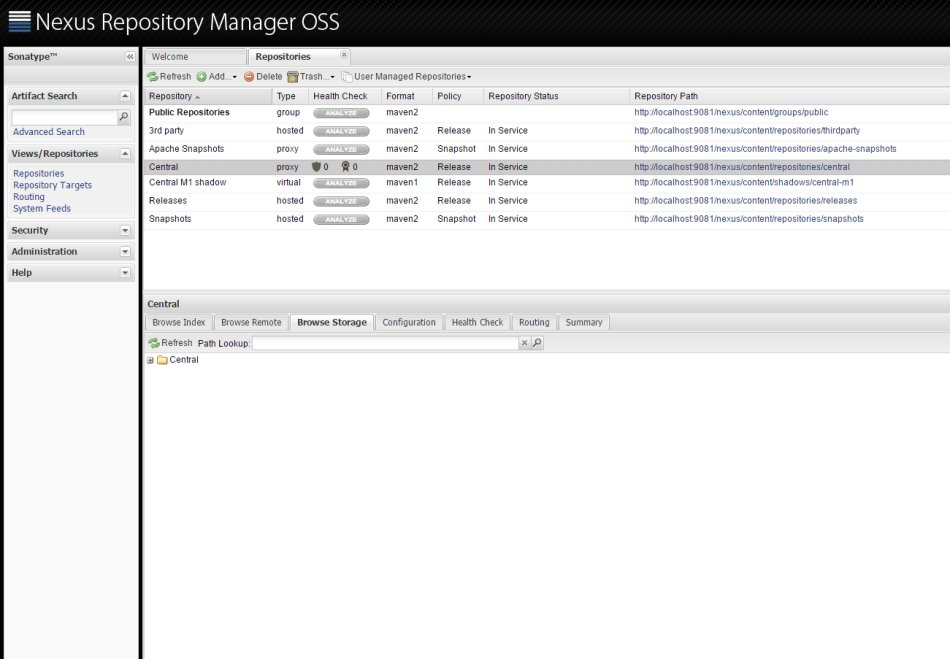 Nexus Repository Manager OSS
Sonatype™
Welcome Repositories
Refresh Add... Delete Trash... User Managed Repositories
Artifact Search
Advanced Search
Views/Repositories
Repositories
Repository Targets
Routing
System Feeds
Security
Administration
Help
Repository Type Health Check Format Policy Repository Status Repository Path
Public Repositories group ANALYZE maven2 http://localhost:9081/nexus/content/groups/public
3rd party hosted ANALYZE maven2 Release In Service http://localhost:9081/nexus/content/repositories/thirdparty
Apache Snapshots proxy ANALYZE maven2 Snapshot In Service http://localhost:9081/nexus/content/repositories/apache-snapshots
Central proxy 0 0 maven2 Release In Service http://localhost:9081/nexus/content/repositories/central
Central M1 shadow virtual ANALYZE maven1 Release In Service http://localhost:9081/nexus/content/shadows/central-m1
Releases hosted ANALYZE maven2 Release In Service http://localhost:9081/nexus/content/repositories/releases
Snapshots hosted ANALYZE maven2 Snapshot In Service http://localhost:9081/nexus/content/repositories/snapshots
Central
Browse Index Browse Remote Browse Storage Configuration Health Check Routing Summary
Refresh Path Lookup:
Central